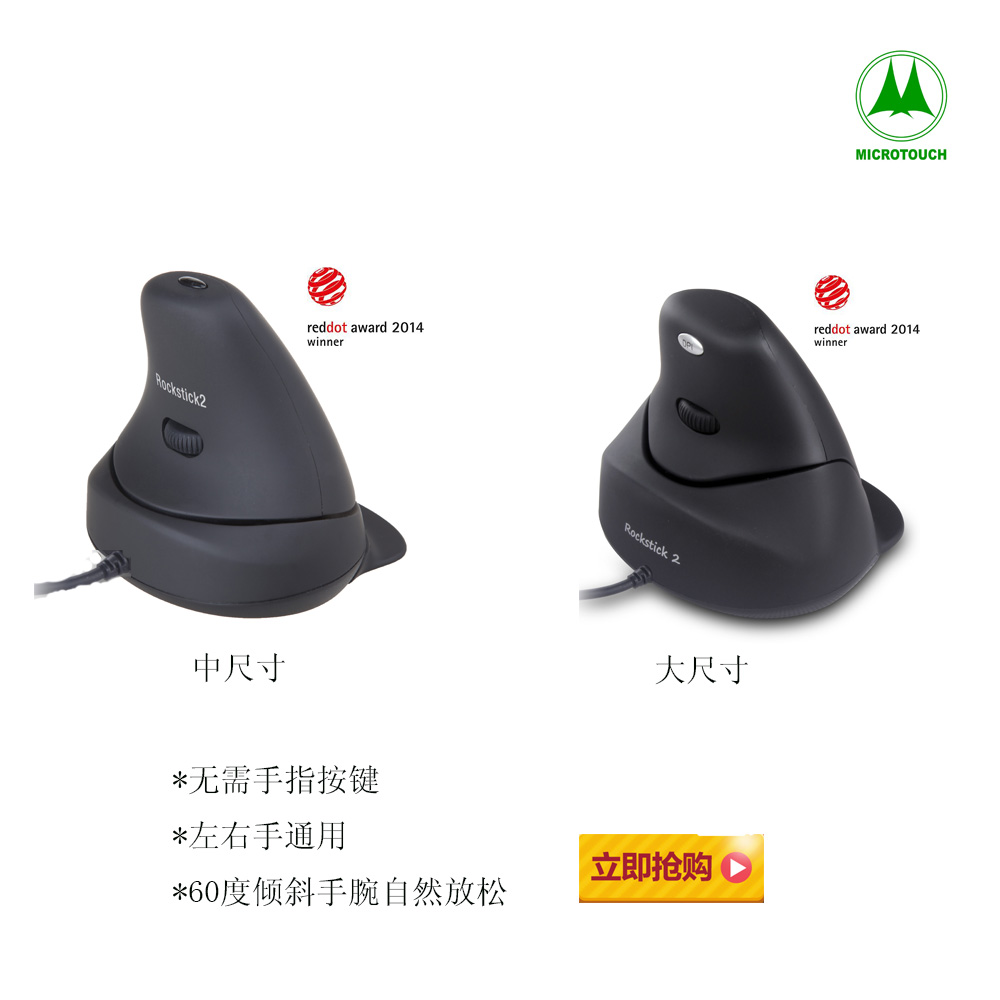 MICROTOUCH
reddot award 2014
winner
reddot award 2014
winner
Rockstick2
DPI
Rockstick 2
中尺寸
大尺寸
*无需手指按键
*左右手通用
*60度倾斜手腕自然放松
立即抢购